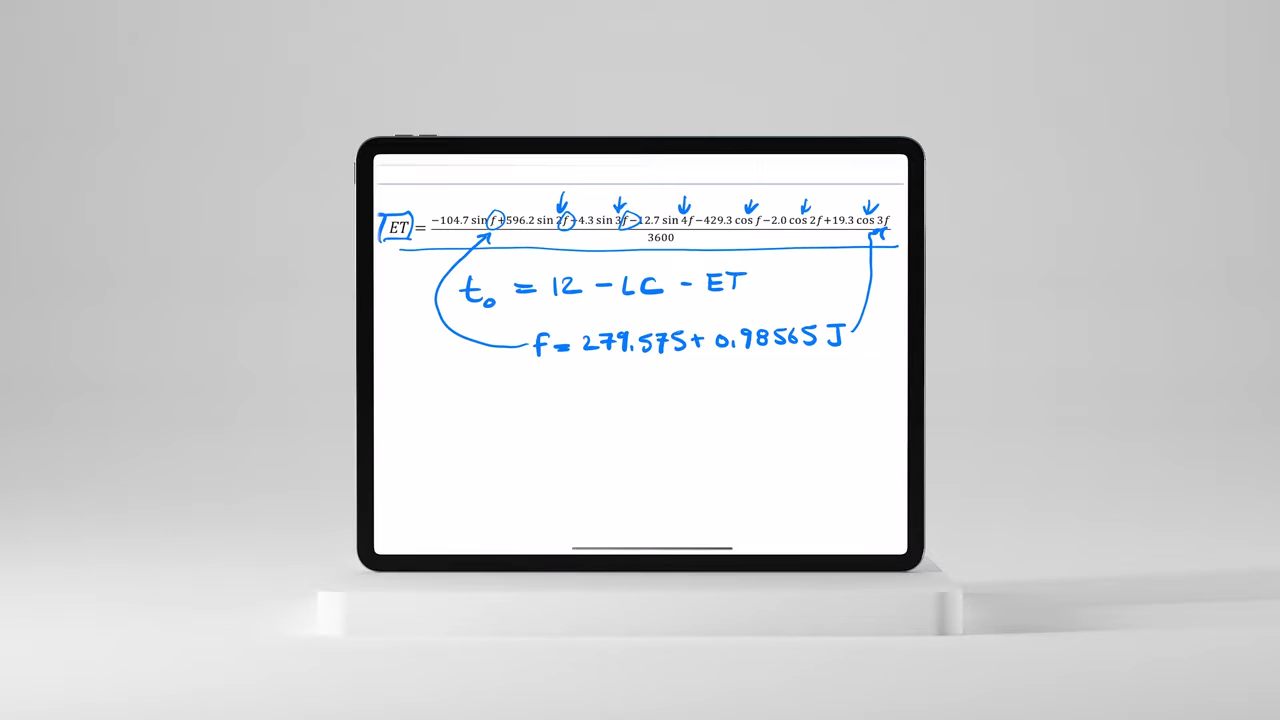 ET = −104.7 sin f+596.2 sin 2f+4.3 sin 3f−12.7 sin 4f−429.3 cos f−2.0 cos 2f+19.3 cos 3f
3600
t₀ = 12 − LC − ET
f = 279.575 + 0.98565 J